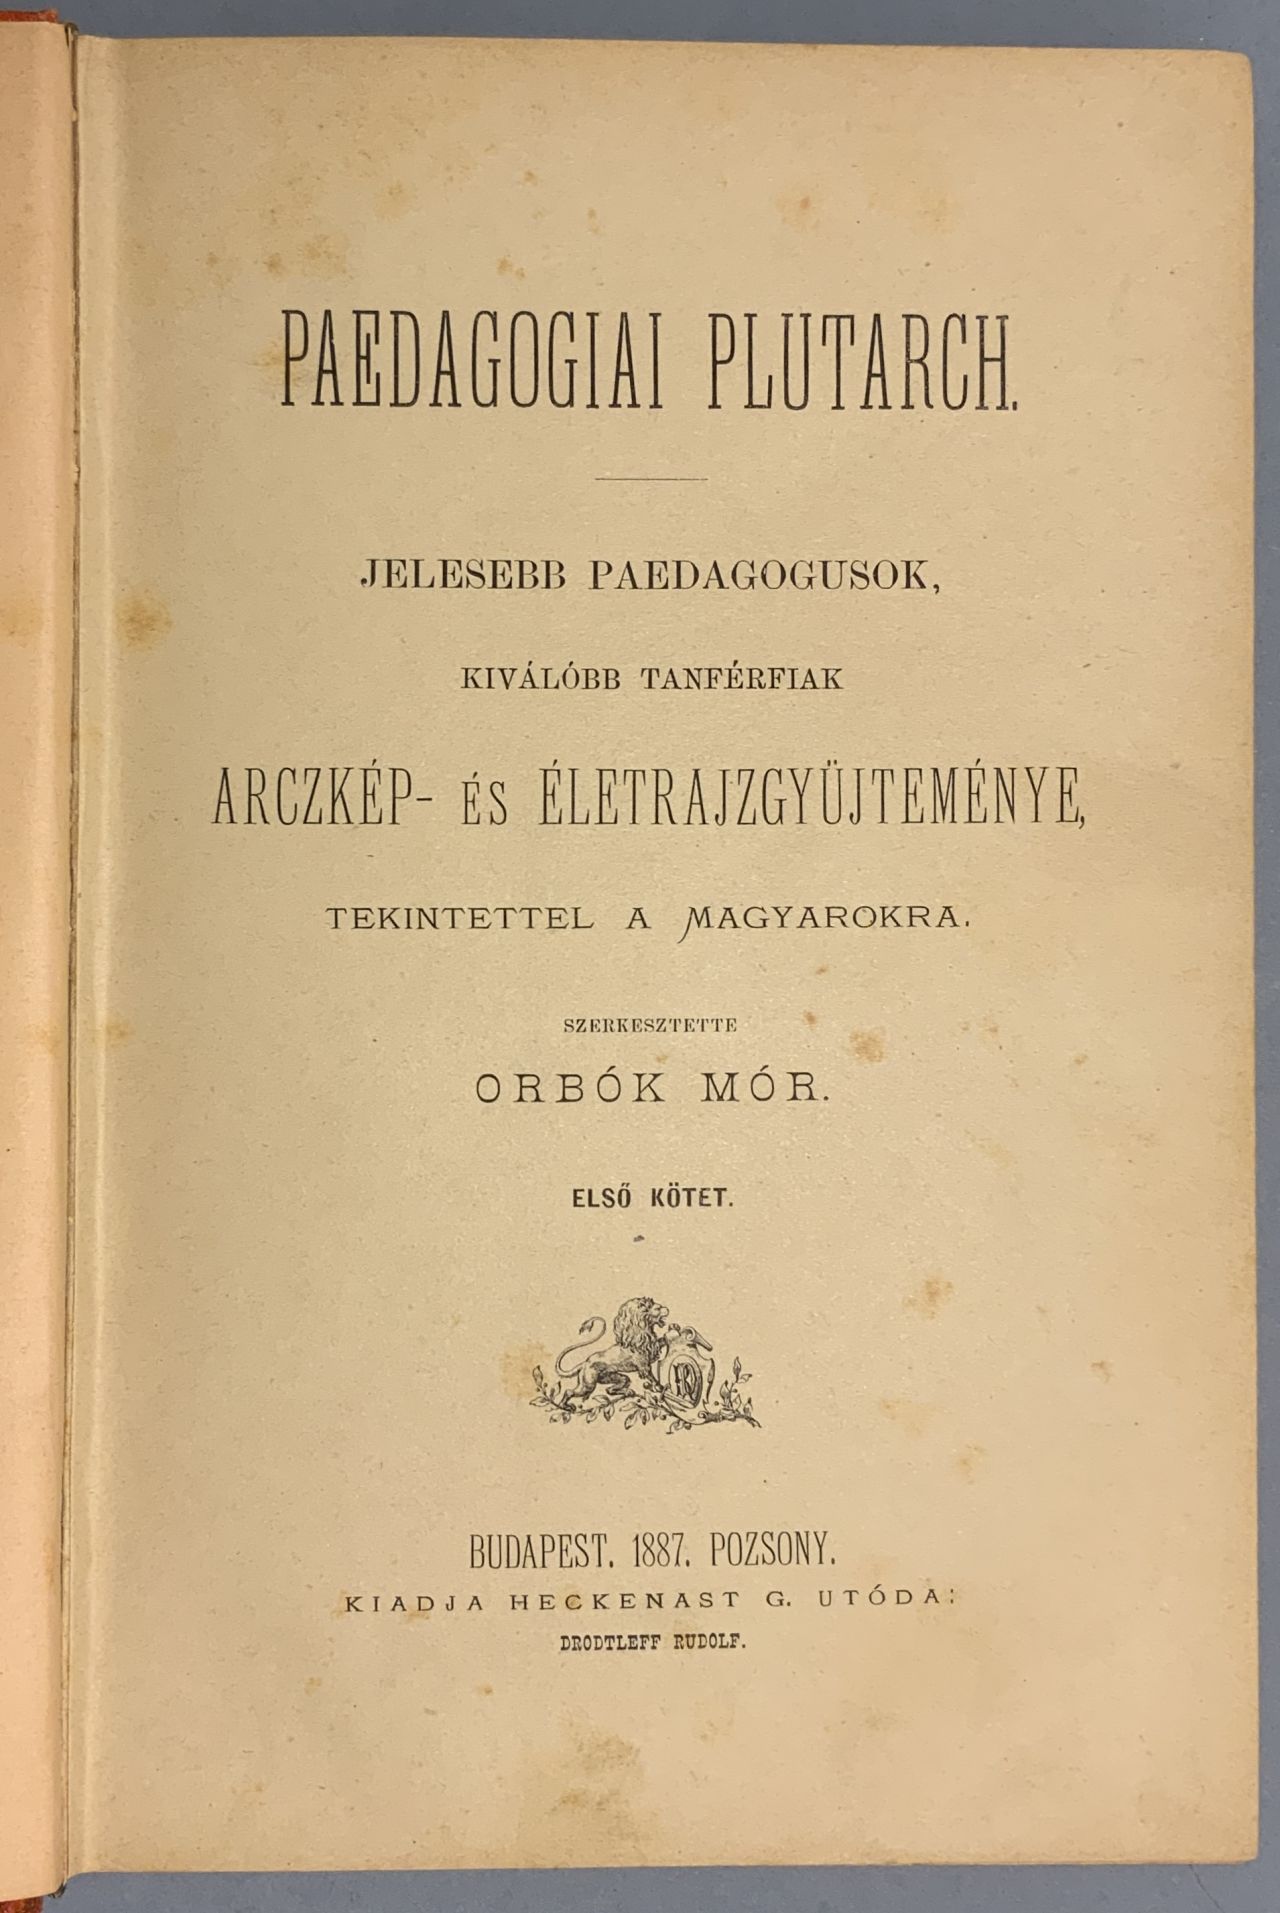 PAEDAGOGIAI PLUTARCH.
JELESEBB PAEDAGOGUSOK,
KIVÁLÓBB TANFÉRFIAK
ARCZKÉP- ÉS ÉLETRAJZGYÜJTEMÉNYE,
TEKINTETTEL A MAGYAROKRA.
SZERKESZTETTE
ORBÓK MÓR.
ELSŐ KÖTET.
BUDAPEST. 1887. POZSONY.
KIADJA HECKENAST G. UTÓDA:
DRODTLEFF RUDOLF.